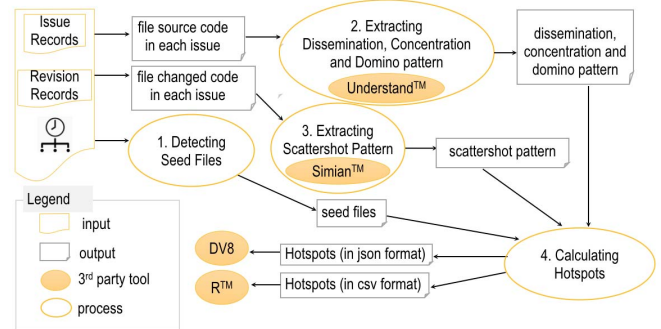 Issue
Records
Revision
Records
file source code
in each issue
file changed code
in each issue
2. Extracting
Dissemination, Concentration
and Domino pattern
Understand™
dissemination,
concentration and
domino pattern
1. Detecting
Seed Files
3. Extracting
Scattershot Pattern
Simian™
scattershot pattern
seed files
Legend
input
output
3rd party tool
process
DV8
R™
Hotspots (in json format)
Hotspots (in csv format)
4. Calculating
Hotspots